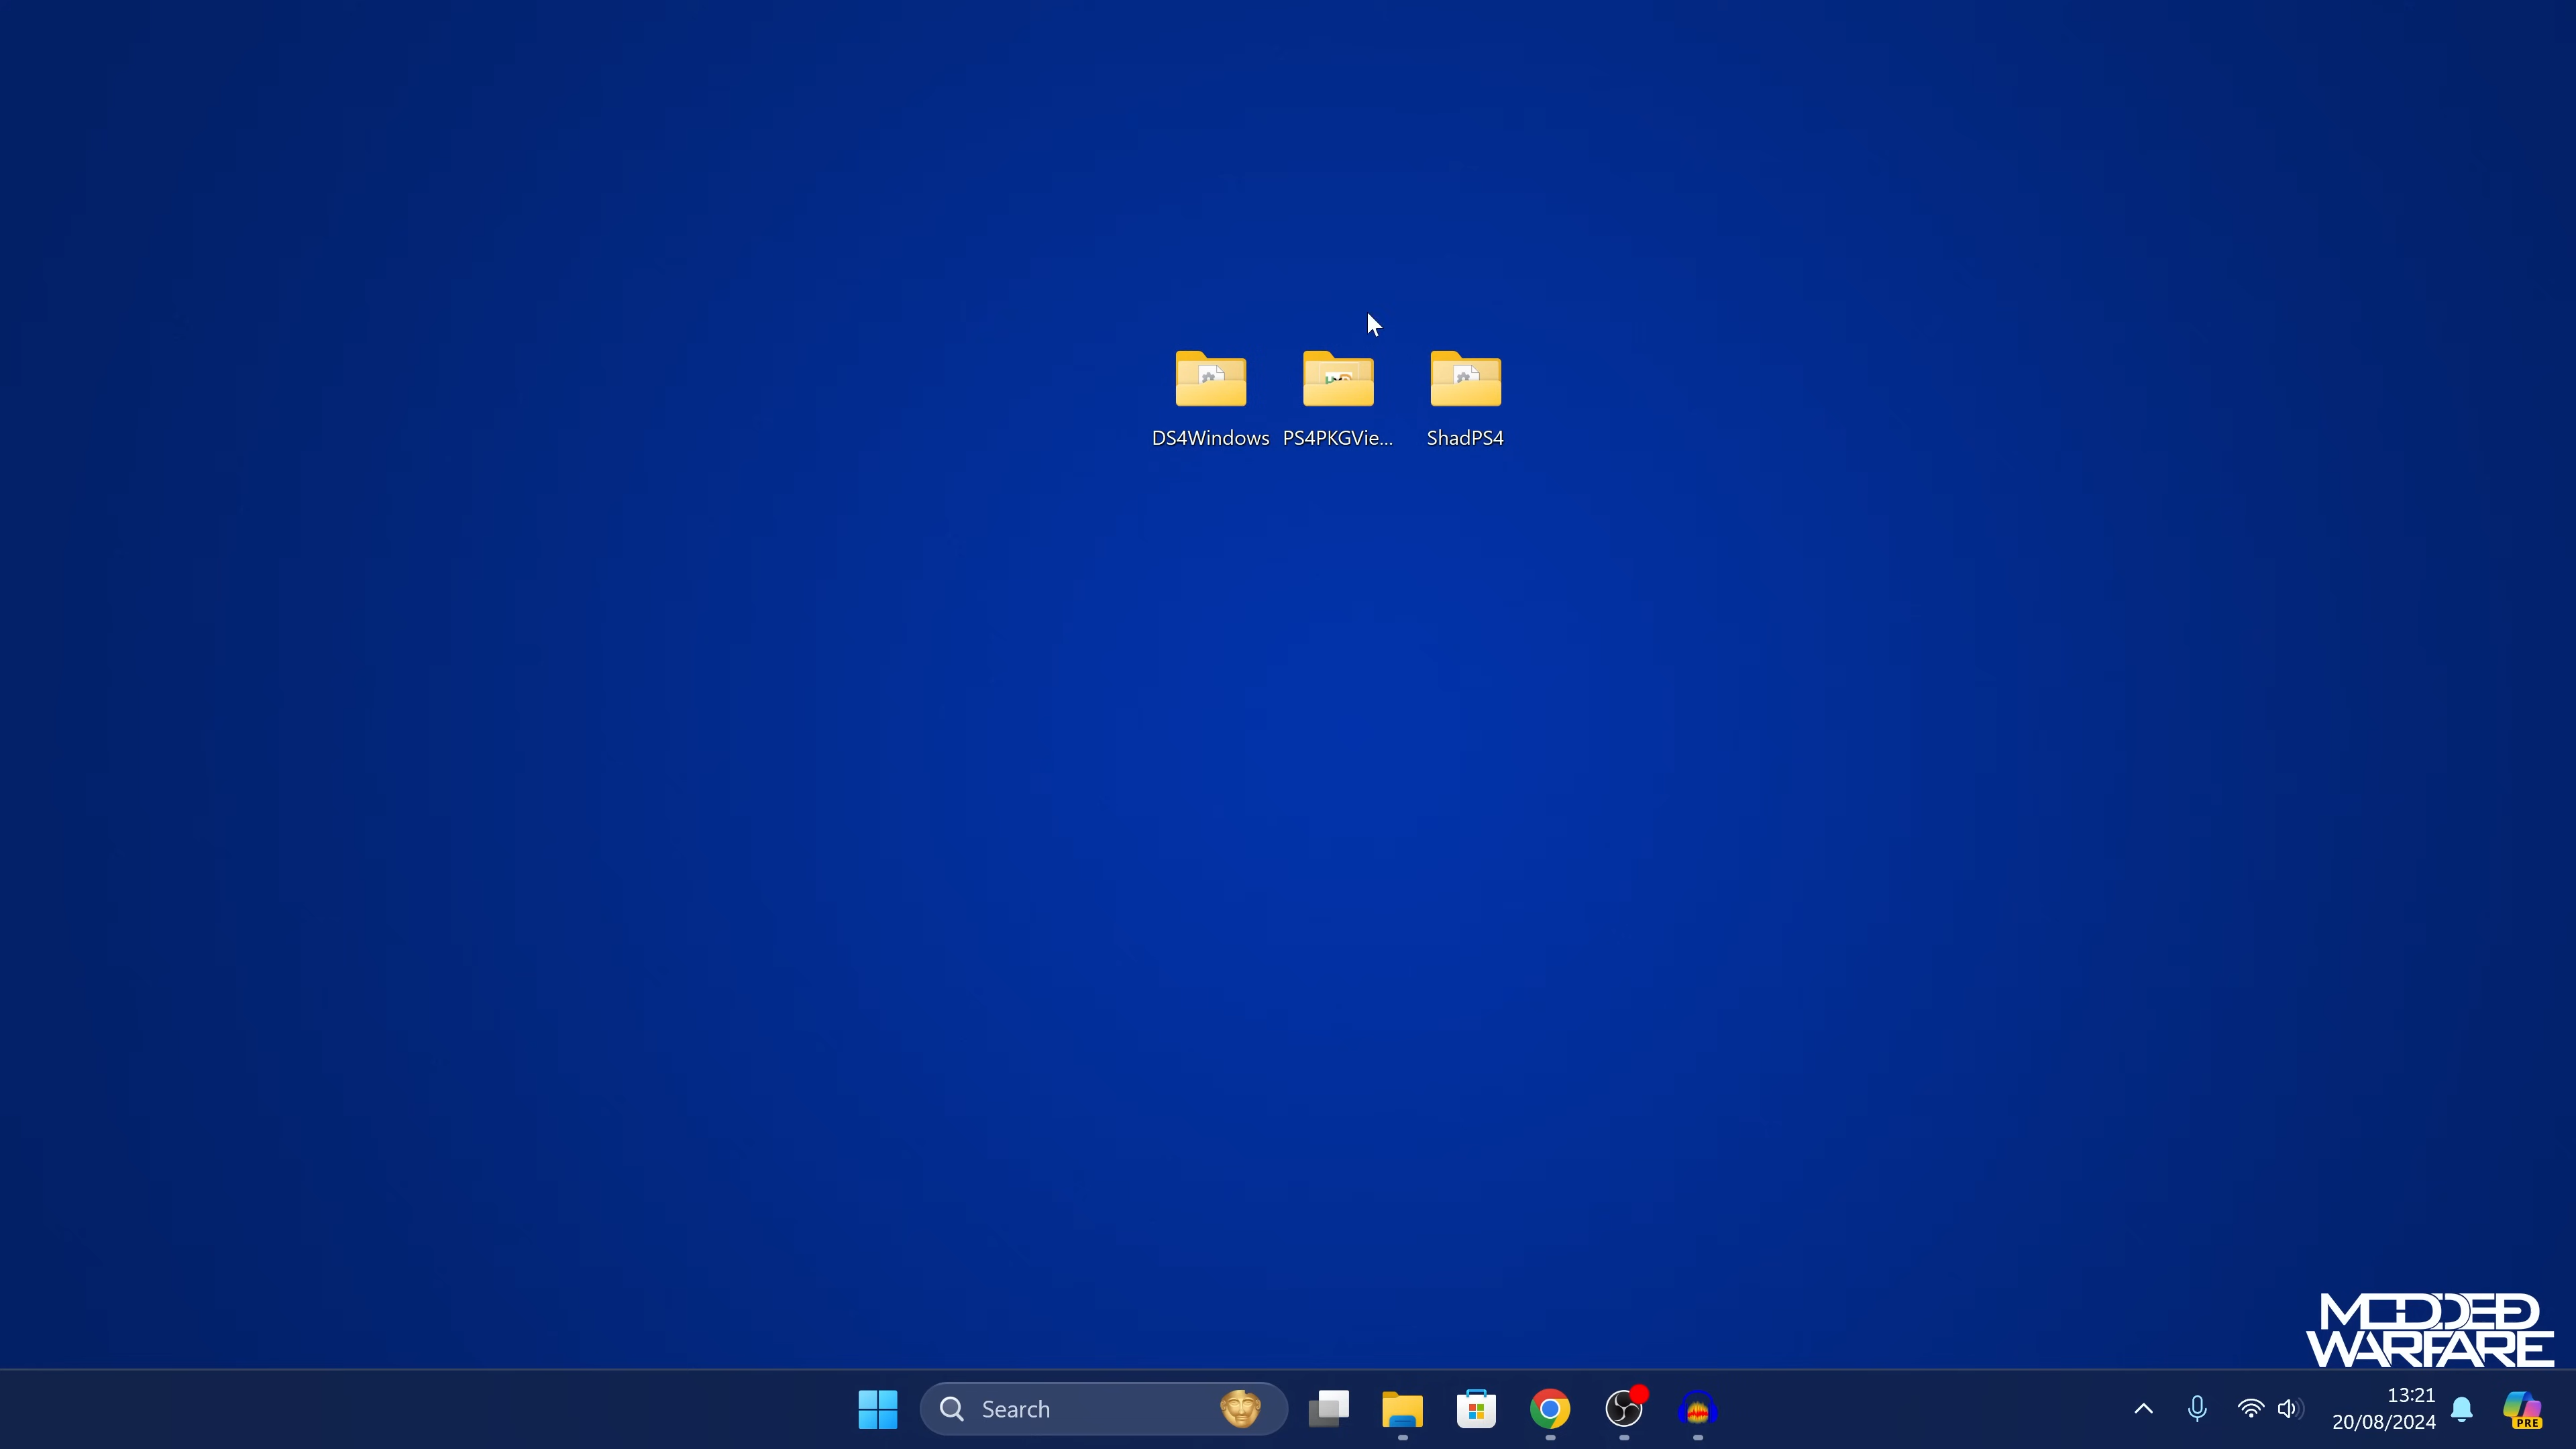 DS4Windows
PS4PKGVie...
ShadPS4
MODDED
WARFARE
Search
13:21
20/08/2024
PRE